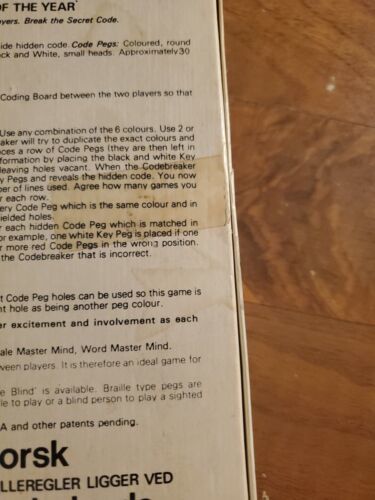 OF THE YEAR'
yers. Break the Secret Code.
ide hidden code. Code Pegs: Coloured, round
ck and White, small heads. Approximately 30
Coding Board between the two players so that
Use any combination of the 6 colours. Use 2 or
eaker will try to duplicate the exact colours and
aces a row of Code Pegs (they are then left in
formation by placing the black and white Key
leaving holes vacant. When the Codebreaker
y Pegs and reveals the hidden code. You now
ber of lines used. Agree how many games you
er each row.
ery Code Peg which is the same colour and in
ielded holes.
r each hidden Code Peg which is matched in
or example, one white Key Peg is placed if one
r more red Code Pegs in the wrong position.
the Codebreaker that is incorrect.
t Code Peg holes can be used so this game is
nt hole as being another peg colour.
er excitement and involvement as each
ale Master Mind, Word Master Mind.
ween players. It is therefore an ideal game for
e Blind' is available. Braille type pegs are
le to play or a blind person to play a sighted
A and other patents pending.
orsk
LLEREGLER LIGGER VED